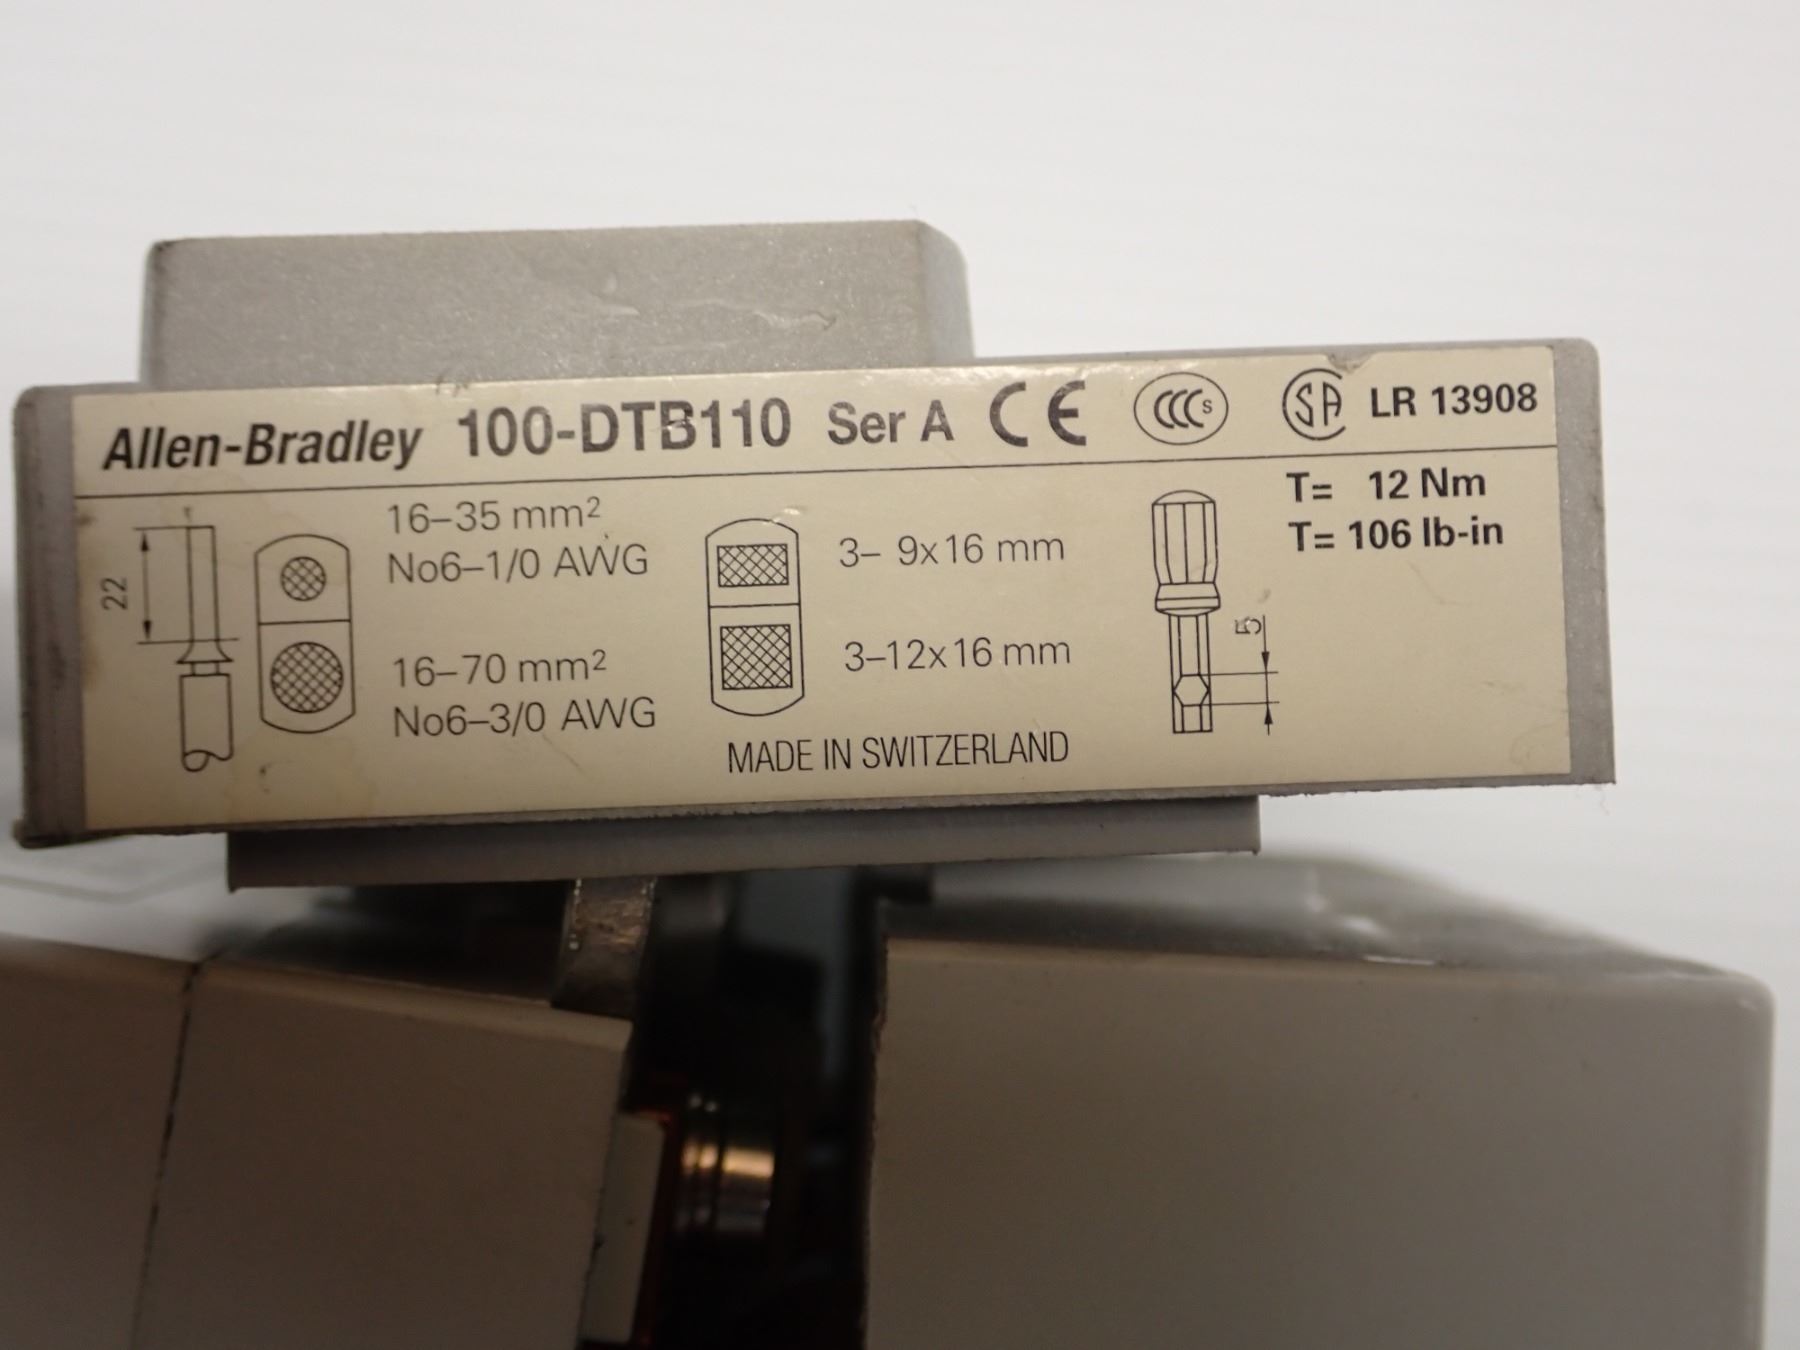 Allen-Bradley 100-DTB110 Ser A CE CCC S SA LR 13908
T= 12 Nm
T= 106 lb-in
22
16–35 mm²
No6–1/0 AWG
16–70 mm²
No6–3/0 AWG
3– 9x16 mm
3–12x16 mm
5
MADE IN SWITZERLAND